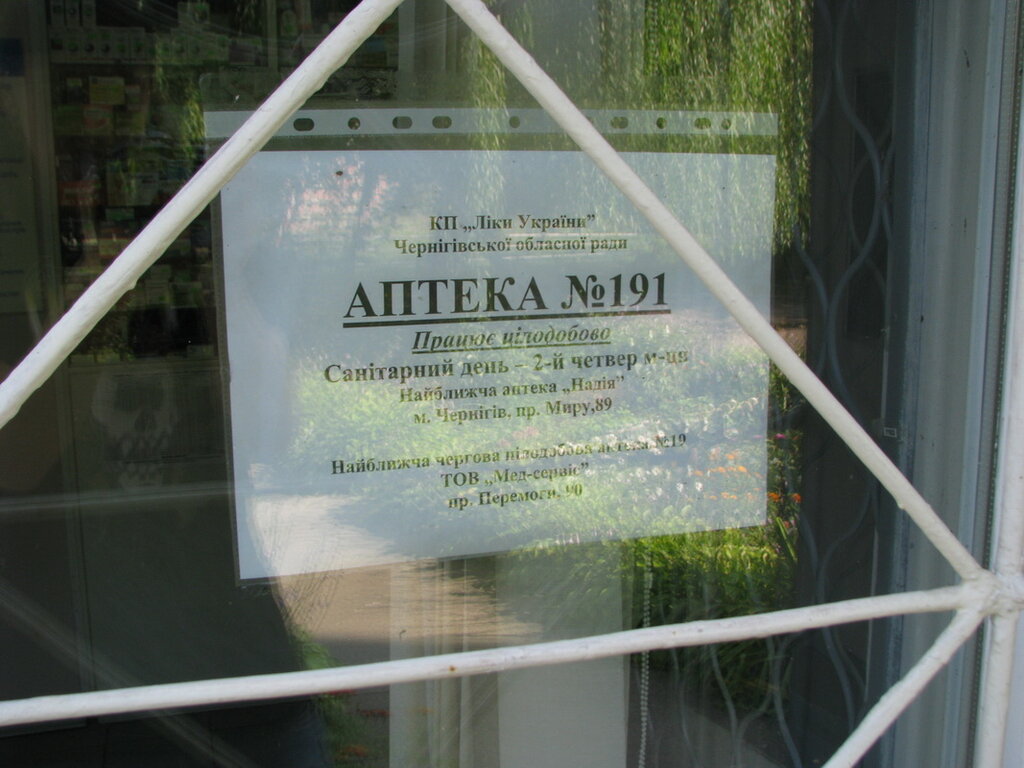 КП „Ліки України”
Чернігівської обласної ради
АПТЕКА №191
Працює цілодобово
Санітарний день – 2-й четвер м-ця
Найближча аптека „Надія”
м. Чернігів, пр. Миру,89
Найближча чергова цілодобова аптека №19
ТОВ „Мед-сервіс”
пр. Перемоги, 90